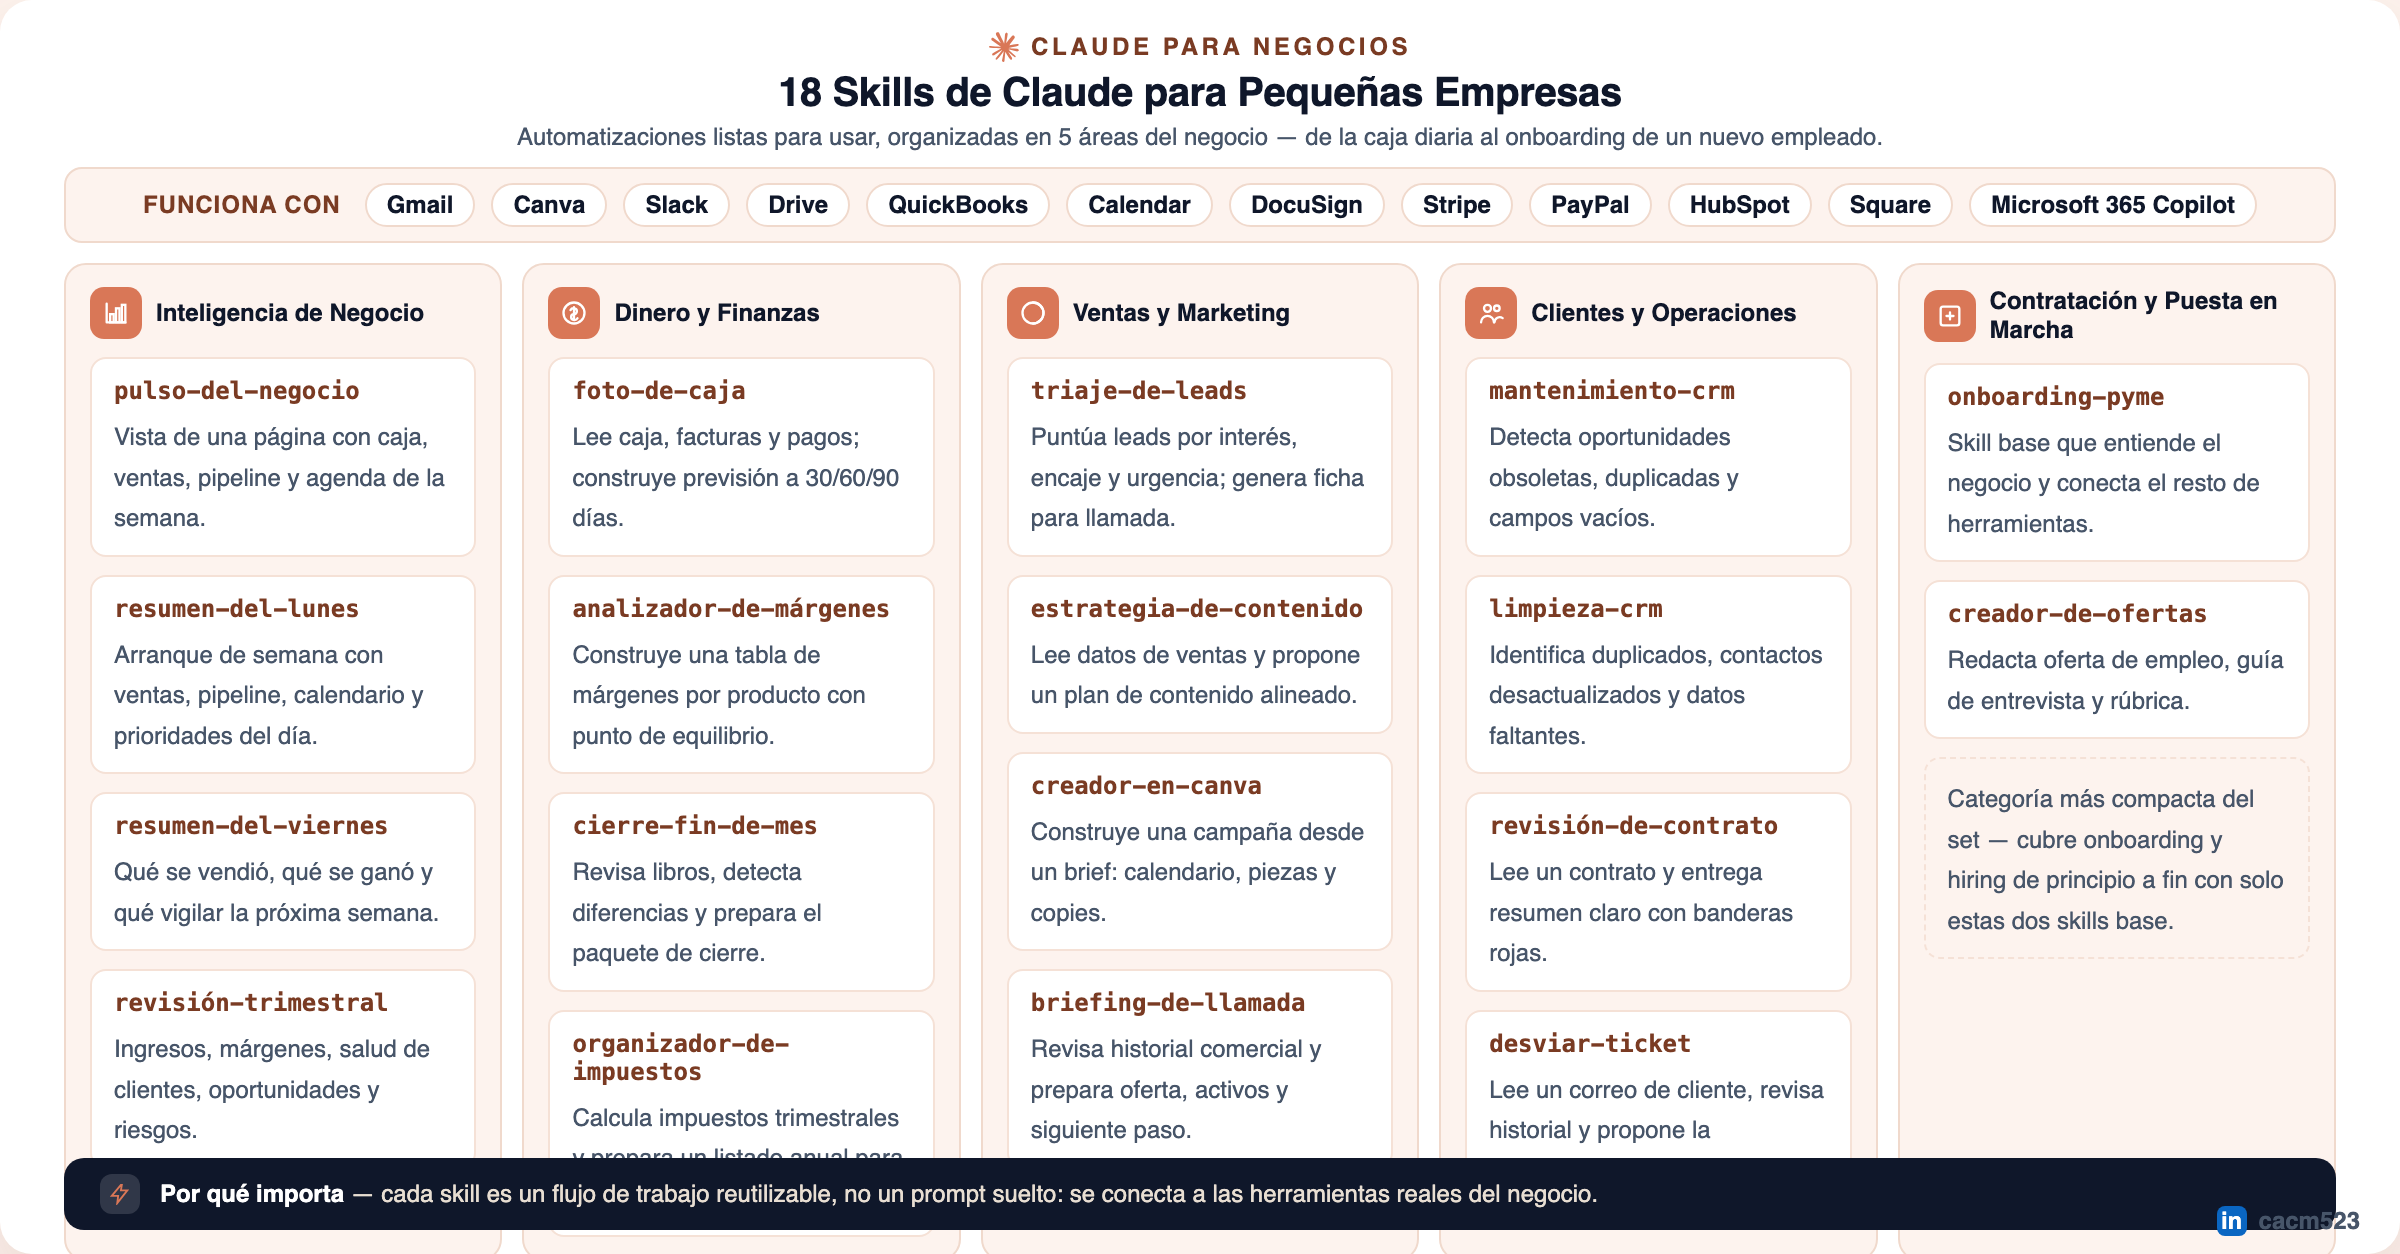 CLAUDE PARA NEGOCIOS
18 Skills de Claude para Pequeñas Empresas
Automatizaciones listas para usar, organizadas en 5 áreas del negocio — de la caja diaria al onboarding de un nuevo empleado.
FUNCIONA CON
Gmail
Canva
Slack
Drive
QuickBooks
Calendar
DocuSign
Stripe
PayPal
HubSpot
Square
Microsoft 365 Copilot
Inteligencia de Negocio
pulso-del-negocio
Vista de una página con caja,
ventas, pipeline y agenda de la
semana.
resumen-del-lunes
Arranque de semana con
ventas, pipeline, calendario y
prioridades del día.
resumen-del-viernes
Qué se vendió, qué se ganó y
qué vigilar la próxima semana.
revisión-trimestral
Ingresos, márgenes, salud de
clientes, oportunidades y
riesgos.
Dinero y Finanzas
foto-de-caja
Lee caja, facturas y pagos;
construye previsión a 30/60/90
días.
analizador-de-márgenes
Construye una tabla de
márgenes por producto con
punto de equilibrio.
cierre-fin-de-mes
Revisa libros, detecta
diferencias y prepara el
paquete de cierre.
organizador-de-
impuestos
Calcula impuestos trimestrales
y prepara un listado anual para
Ventas y Marketing
triaje-de-leads
Puntúa leads por interés,
encaje y urgencia; genera ficha
para llamada.
estrategia-de-contenido
Lee datos de ventas y propone
un plan de contenido alineado.
creador-en-canva
Construye una campaña desde
un brief: calendario, piezas y
copies.
briefing-de-llamada
Revisa historial comercial y
prepara oferta, activos y
siguiente paso.
Clientes y Operaciones
mantenimiento-crm
Detecta oportunidades
obsoletas, duplicadas y
campos vacíos.
limpieza-crm
Identifica duplicados, contactos
desactualizados y datos
faltantes.
revisión-de-contrato
Lee un contrato y entrega
resumen claro con banderas
rojas.
desviar-ticket
Lee un correo de cliente, revisa
historial y propone la
Contratación y Puesta en
Marcha
onboarding-pyme
Skill base que entiende el
negocio y conecta el resto de
herramientas.
creador-de-ofertas
Redacta oferta de empleo, guía
de entrevista y rúbrica.
Categoría más compacta del
set — cubre onboarding y
hiring de principio a fin con solo
estas dos skills base.
Por qué importa — cada skill es un flujo de trabajo reutilizable, no un prompt suelto: se conecta a las herramientas reales del negocio.
in cacm523